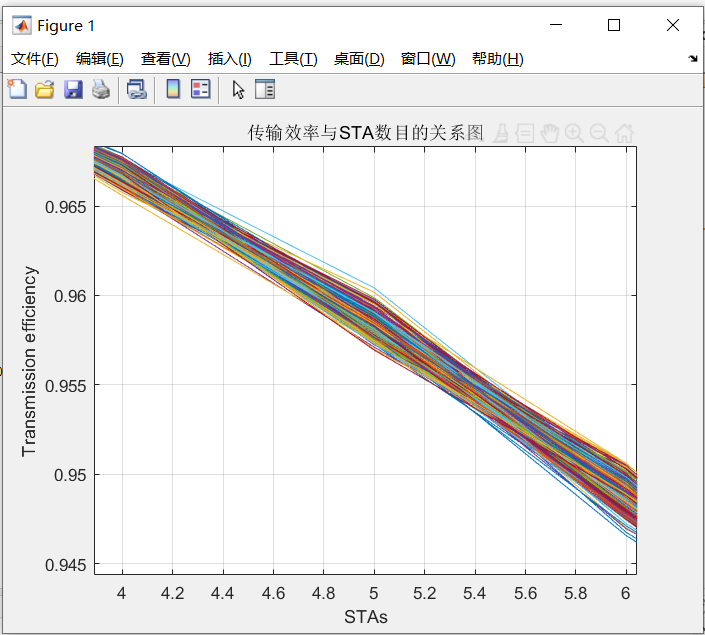 Figure 1
文件(F) 编辑(E) 查看(V) 插入(I) 工具(T) 桌面(D) 窗口(W) 帮助(H)
传输效率与STA数目的关系图
0.965
0.96
0.955
0.95
0.945
Transmission efficiency
4 4.2 4.4 4.6 4.8 5 5.2 5.4 5.6 5.8 6
STAs